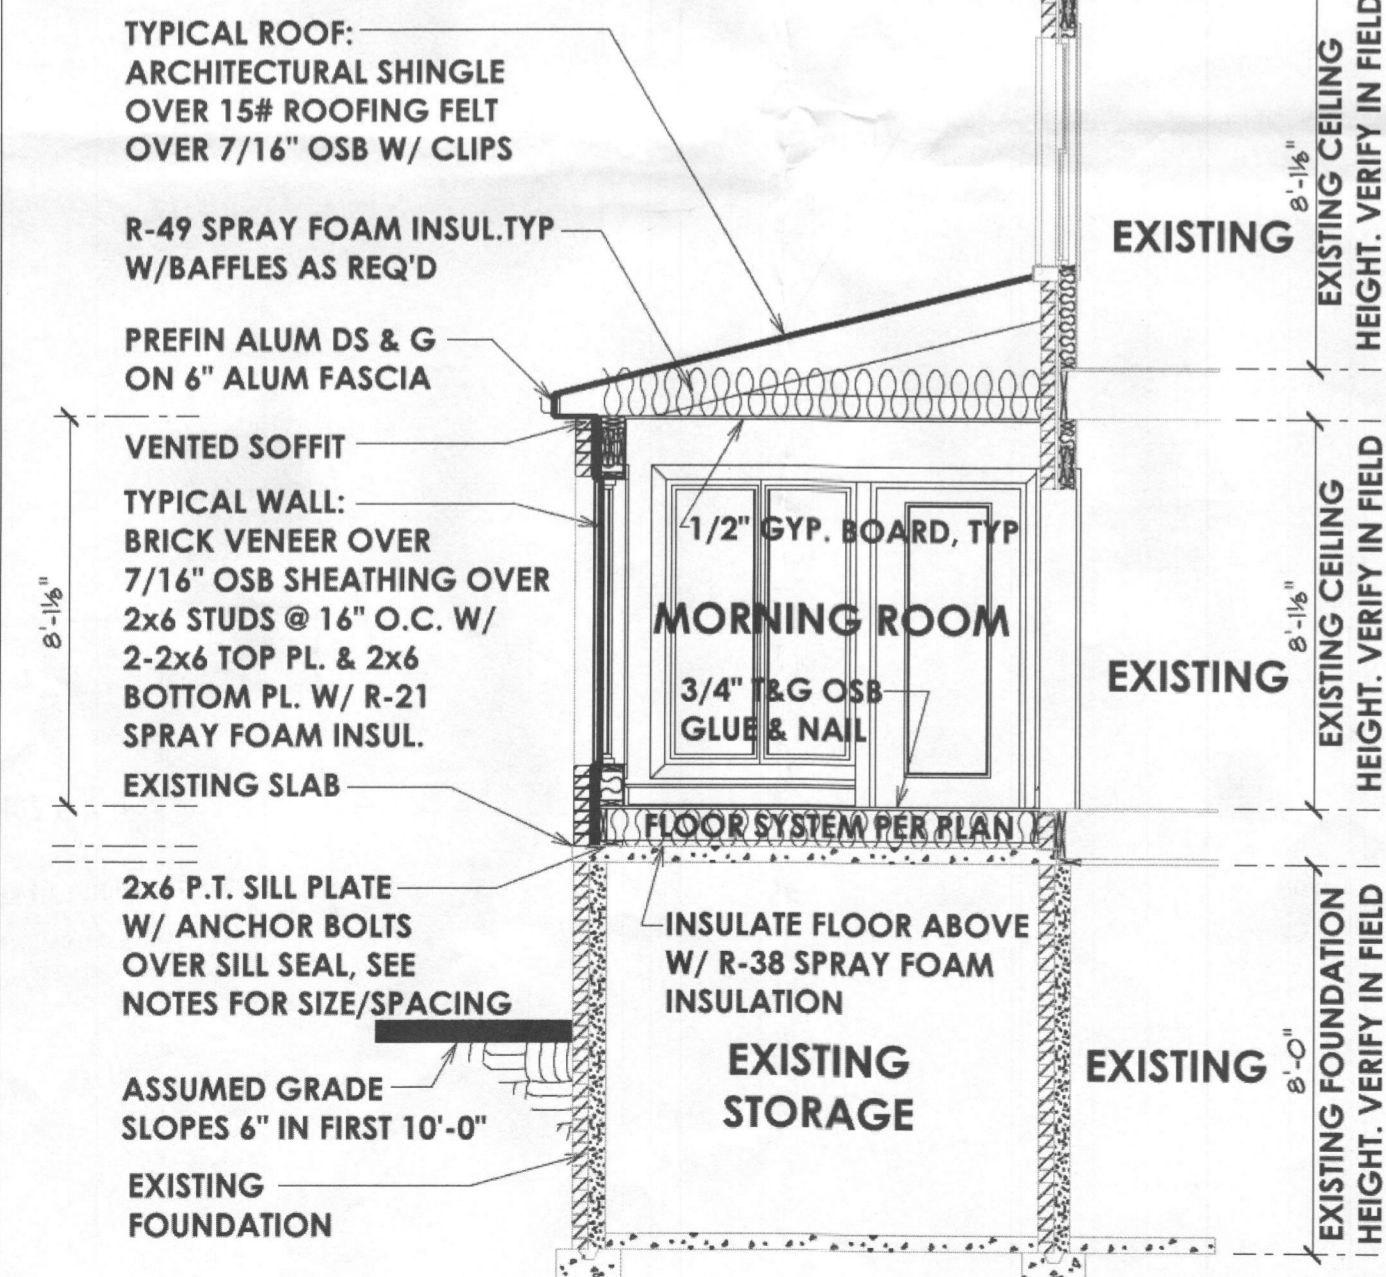 TYPICAL ROOF:
ARCHITECTURAL SHINGLE
OVER 15# ROOFING FELT
OVER 7/16" OSB W/ CLIPS
R-49 SPRAY FOAM INSUL.TYP
W/BAFFLES AS REQ'D
PREFIN ALUM DS & G
ON 6" ALUM FASCIA
VENTED SOFFIT
TYPICAL WALL:
BRICK VENEER OVER
7/16" OSB SHEATHING OVER
2x6 STUDS @ 16" O.C. W/
2-2x6 TOP PL. & 2x6
BOTTOM PL. W/ R-21
SPRAY FOAM INSUL.
EXISTING SLAB
2x6 P.T. SILL PLATE
W/ ANCHOR BOLTS
OVER SILL SEAL, SEE
NOTES FOR SIZE/SPACING
ASSUMED GRADE
SLOPES 6" IN FIRST 10'-0"
EXISTING
FOUNDATION
8'-1⅛"
1/2" GYP. BOARD, TYP
MORNING ROOM
3/4" T&G OSB
GLUE & NAIL
FLOOR SYSTEM PER PLAN
INSULATE FLOOR ABOVE
W/ R-38 SPRAY FOAM
INSULATION
EXISTING
STORAGE
EXISTING
8'-1⅛"
EXISTING CEILING
HEIGHT. VERIFY IN FIELD
EXISTING
8'-1⅛"
EXISTING CEILING
HEIGHT. VERIFY IN FIELD
EXISTING
8'-0"
EXISTING FOUNDATION
HEIGHT. VERIFY IN FIELD